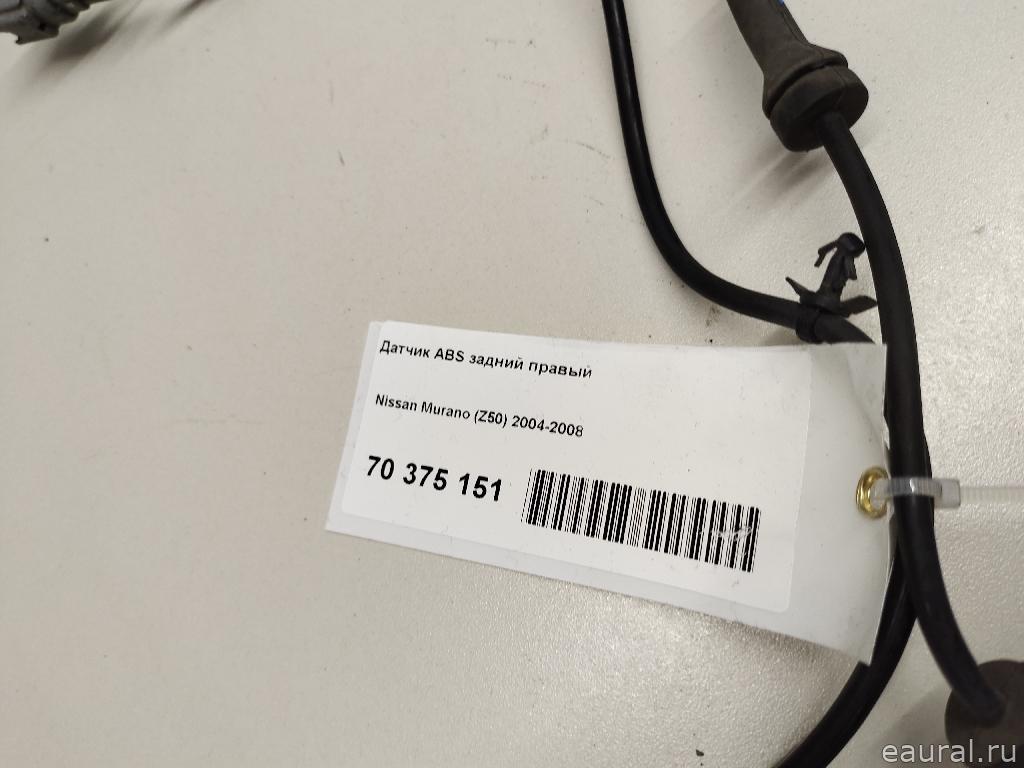 Датчик ABS задний правый
Nissan Murano (Z50) 2004-2008
70 375 151
eaural.ru